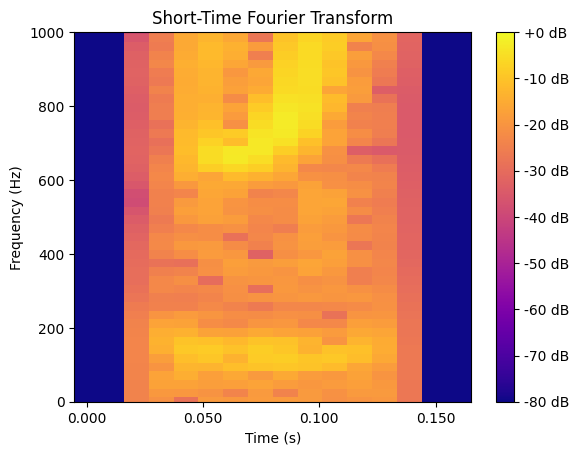 Short-Time Fourier Transform
1000
800
600
400
200
0
Frequency (Hz)
0.000
0.050
0.100
0.150
Time (s)
+0 dB
-10 dB
-20 dB
-30 dB
-40 dB
-50 dB
-60 dB
-70 dB
-80 dB